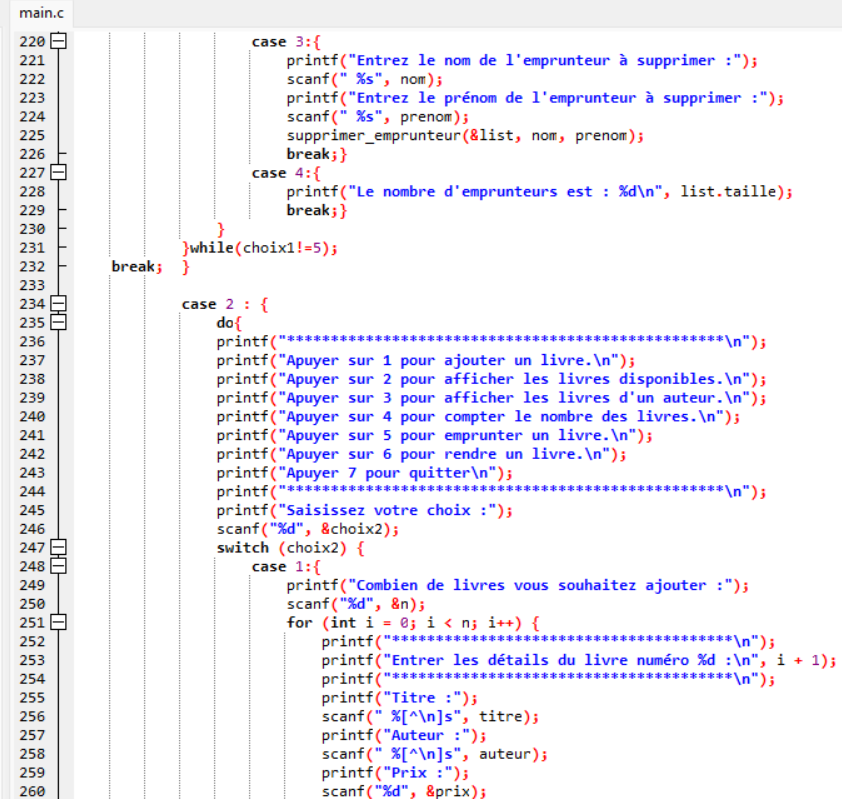 main.c
220 case 3:{
221 printf("Entrez le nom de l'emprunteur à supprimer :");
222 scanf(" %s", nom);
223 printf("Entrez le prénom de l'emprunteur à supprimer :");
224 scanf(" %s", prenom);
225 supprimer_emprunteur(&list, nom, prenom);
226 break;}
227 case 4:{
228 printf("Le nombre d'emprunteurs est : %d\n", list.taille);
229 break;}
230 }
231 }while(choix1!=5);
232 break; }
233
234 case 2 : {
235 do{
236 printf("**************************************************\n");
237 printf("Apuyer sur 1 pour ajouter un livre.\n");
238 printf("Apuyer sur 2 pour afficher les livres disponibles.\n");
239 printf("Apuyer sur 3 pour afficher les livres d'un auteur.\n");
240 printf("Apuyer sur 4 pour compter le nombre des livres.\n");
241 printf("Apuyer sur 5 pour emprunter un livre.\n");
242 printf("Apuyer sur 6 pour rendre un livre.\n");
243 printf("Apuyer 7 pour quitter\n");
244 printf("**************************************************\n");
245 printf("Saisissez votre choix :");
246 scanf("%d", &choix2);
247 switch (choix2) {
248 case 1:{
249 printf("Combien de livres vous souhaitez ajouter :");
250 scanf("%d", &n);
251 for (int i = 0; i < n; i++) {
252 printf("***************************************\n");
253 printf("Entrer les détails du livre numéro %d :\n", i + 1);
254 printf("***************************************\n");
255 printf("Titre :");
256 scanf(" %[^\n]s", titre);
257 printf("Auteur :");
258 scanf(" %[^\n]s", auteur);
259 printf("Prix :");
260 scanf("%d", &prix);